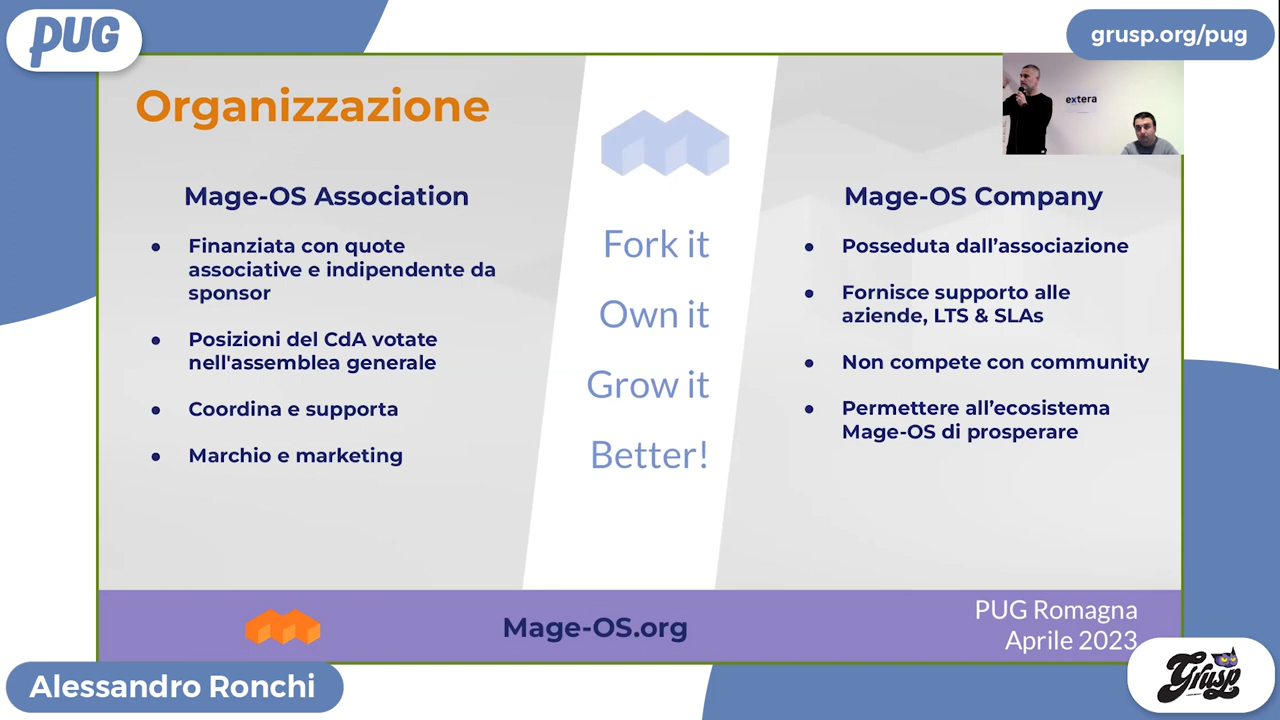 PUG
grusp.org/pug
Organizzazione
extera
Mage-OS Association
Finanziata con quote
associative e indipendente da
sponsor
Posizioni del CdA votate
nell'assemblea generale
Coordina e supporta
Marchio e marketing
Fork it
Own it
Grow it
Better!
Mage-OS Company
Posseduta dall’associazione
Fornisce supporto alle
aziende, LTS & SLAs
Non compete con community
Permettere all’ecosistema
Mage-OS di prosperare
Mage-OS.org
PUG Romagna
Aprile 2023
Alessandro Ronchi
Grusp